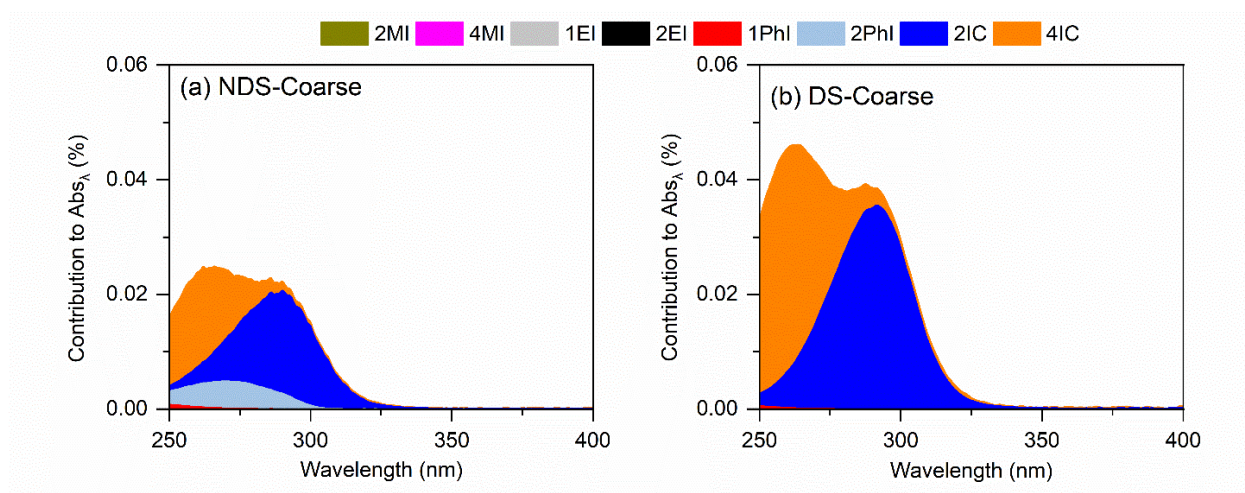 2MI 4MI 1EI 2EI 1PhI 2PhI 2IC 4IC
(a) NDS-Coarse
Contribution to Absλ (%)
0.06
0.04
0.02
0.00
250 300 350 400
Wavelength (nm)
(b) DS-Coarse
Contribution to Absλ (%)
0.06
0.04
0.02
0.00
250 300 350 400
Wavelength (nm)